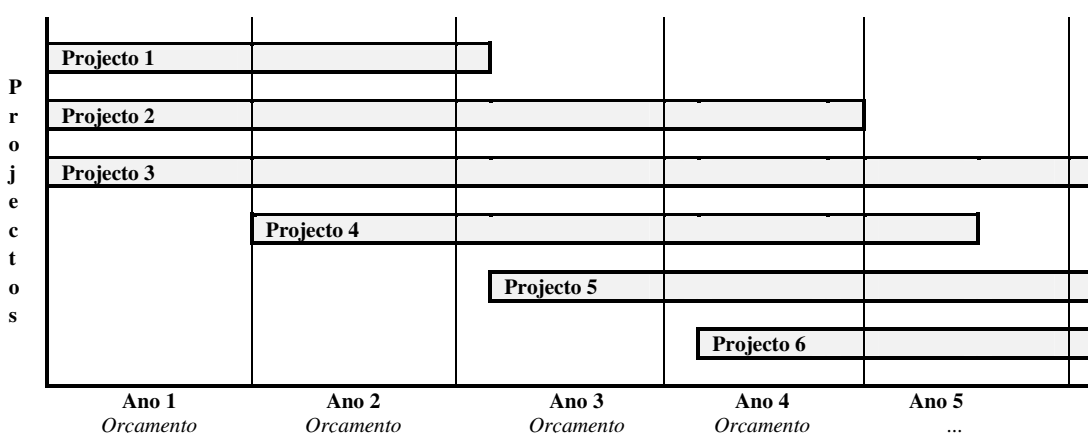 Projecto 1
Projecto 2
Projecto 3
Projecto 4
Projecto 5
Projecto 6
P
r
o
j
e
c
t
o
s
Ano 1 Ano 2 Ano 3 Ano 4 Ano 5
Orcamento Orcamento Orcamento Orcamento ...